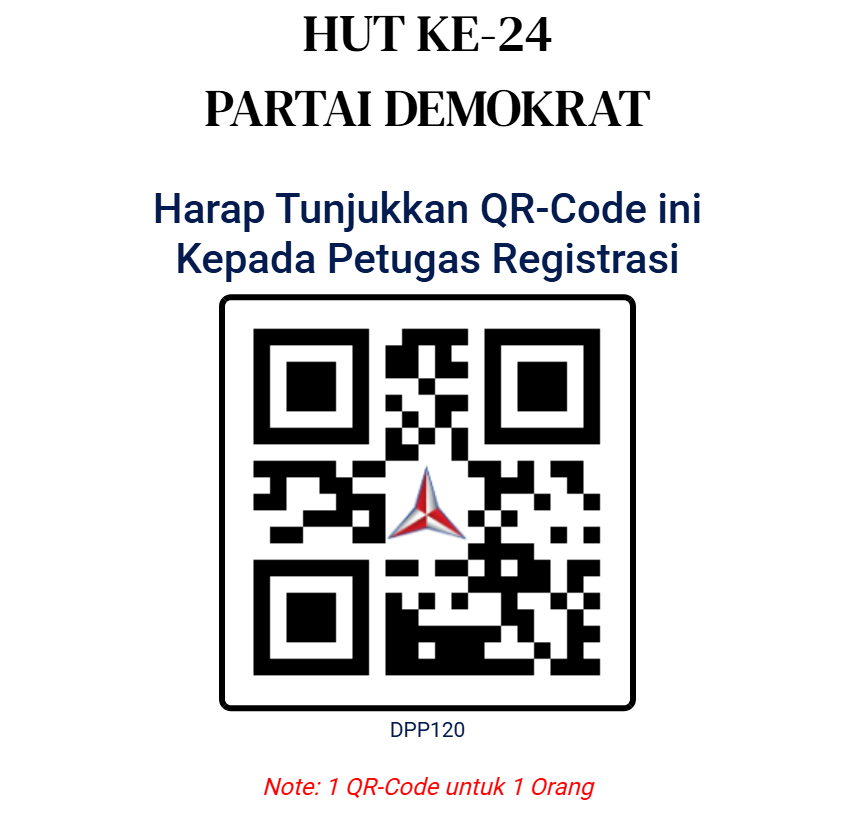 HUT KE-24
PARTAI DEMOKRAT
Harap Tunjukkan QR-Code ini
Kepada Petugas Registrasi
DPP120
Note: 1 QR-Code untuk 1 Orang